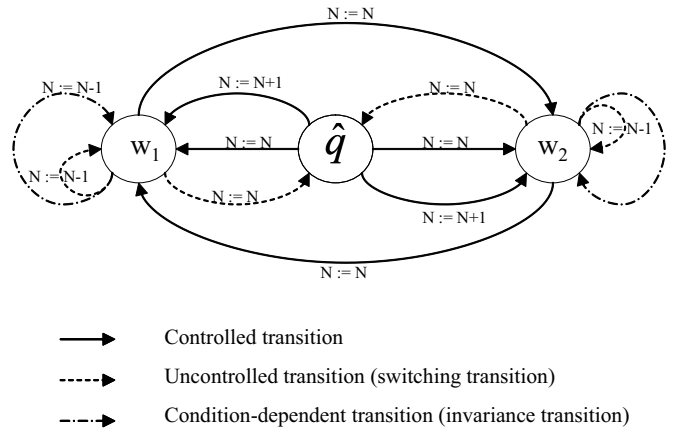 N := N
N := N-1
N := N+1
N := N
N := N-1
w1
N := N
q̂
N := N
w2
N := N-1
N := N
N := N+1
N := N
Controlled transition
Uncontrolled transition (switching transition)
Condition-dependent transition (invariance transition)